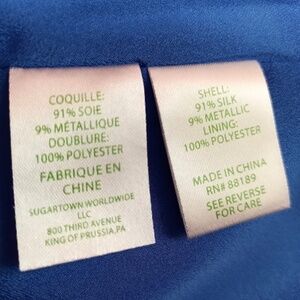 COQUILLE:
91% SOIE
9% MÉTALLIQUE
DOUBLURE:
100% POLYESTER
FABRIQUE EN
CHINE
SUGARTOWN WORLDWIDE
LLC
800 THIRD AVENUE
KING OF PRUSSIA,PA
SHELL:
91% SILK
9% METALLIC
LINING:
100% POLYESTER
MADE IN CHINA
RN# 88189
SEE REVERSE
FOR CARE